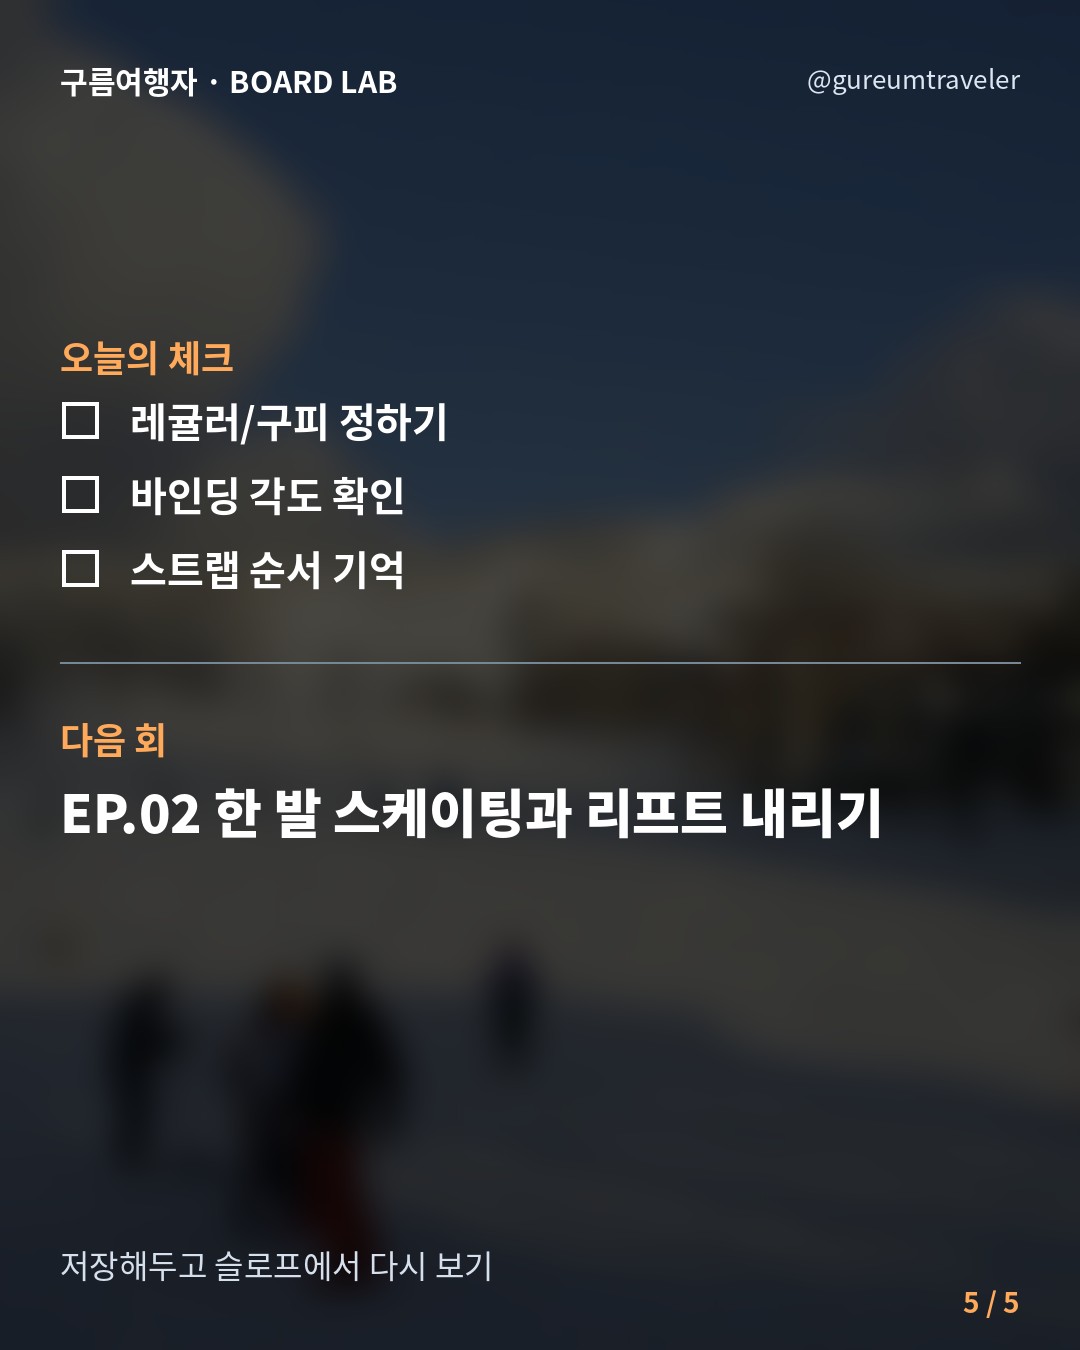 구름여행자 · BOARD LAB
@gureumtraveler
오늘의 체크
레귤러/구피 정하기
바인딩 각도 확인
스트랩 순서 기억
다음 회
EP.02 한 발 스케이팅과 리프트 내리기
저장해두고 슬로프에서 다시 보기
5 / 5